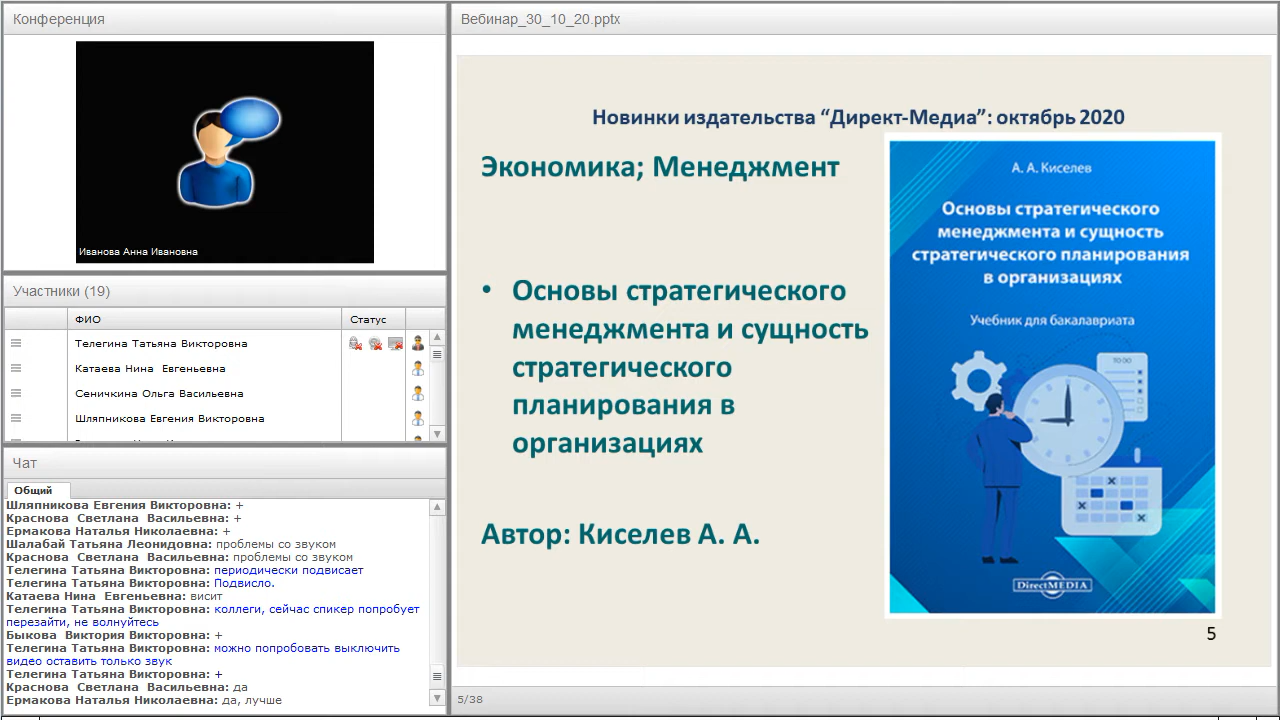 Конференция
Иванова Анна Ивановна
Участники (19)
ФИО Статус
Телегина Татьяна Викторовна
Катаева Нина Евгеньевна
Сеничкина Ольга Васильевна
Шляпникова Евгения Викторовна
Чат
Общий
Шляпникова Евгения Викторовна: +
Краснова Светлана Васильевна: +
Ермакова Наталья Николаевна: +
Шалабай Татьяна Леонидовна: проблемы со звуком
Краснова Светлана Васильевна: проблемы со звуком
Телегина Татьяна Викторовна: периодически подвисает
Телегина Татьяна Викторовна: Подвисло.
Катаева Нина Евгеньевна: висит
Телегина Татьяна Викторовна: коллеги, сейчас спикер попробует
перезайти, не волнуйтесь
Быкова Виктория Викторовна: +
Телегина Татьяна Викторовна: можно попробовать выключить
видео оставить только звук
Телегина Татьяна Викторовна: +
Краснова Светлана Васильевна: да
Ермакова Наталья Николаевна: да, лучше
Вебинар_30_10_20.pptx
Новинки издательства “Директ-Медиа”: октябрь 2020
Экономика; Менеджмент
• Основы стратегического
менеджмента и сущность
стратегического
планирования в
организациях
Автор: Киселев А. А.
А. А. Киселев
Основы стратегического
менеджмента и сущность
стратегического планирования
в организациях
Учебник для бакалавриата
TO DO
DirectMEDIA
5
5/38